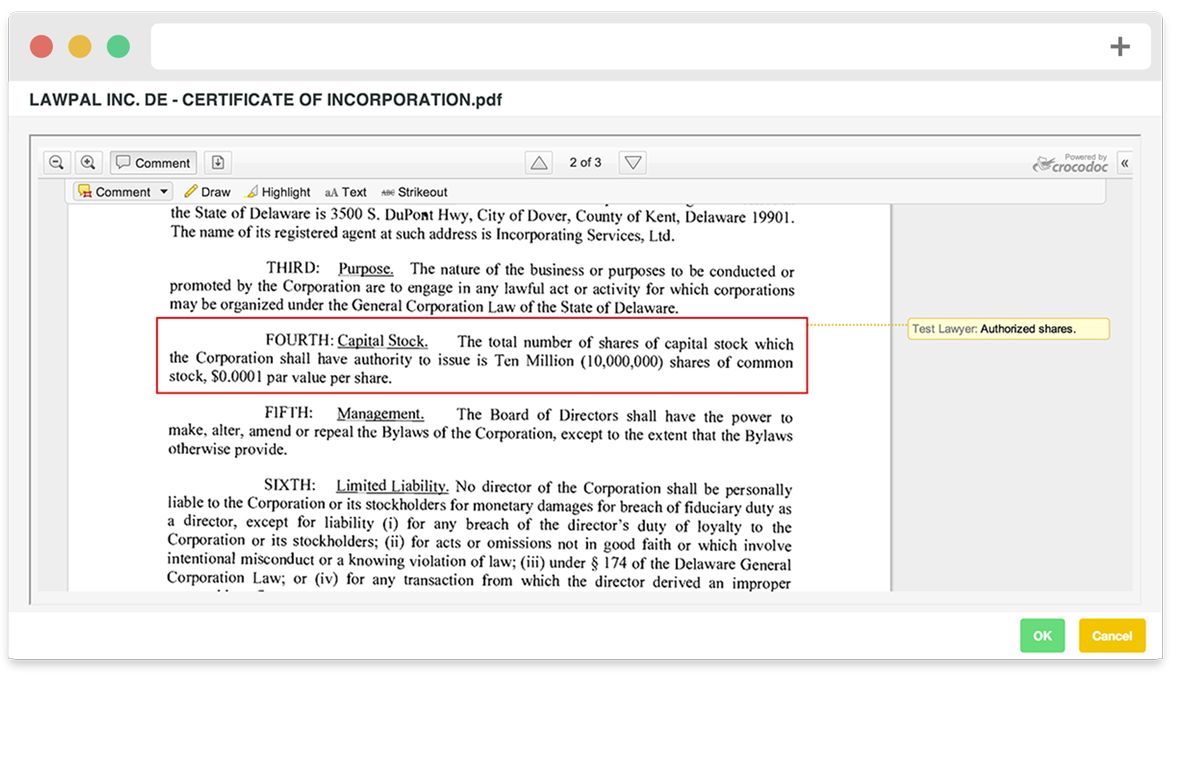 LAWPAL INC. DE - CERTIFICATE OF INCORPORATION.pdf
Comment
2 of 3
Powered by
crocodoc
«
Comment Draw Highlight aA Text ABC Strikeout
the State of Delaware is 3500 S. DuPont Hwy, City of Dover, County of Kent, Delaware 19901.
The name of its registered agent at such address is Incorporating Services, Ltd.
THIRD: Purpose. The nature of the business or purposes to be conducted or
promoted by the Corporation are to engage in any lawful act or activity for which corporations
may be organized under the General Corporation Law of the State of Delaware.
FOURTH: Capital Stock. The total number of shares of capital stock which
the Corporation shall have authority to issue is Ten Million (10,000,000) shares of common
stock, $0.0001 par value per share.
Test Lawyer: Authorized shares.
FIFTH: Management. The Board of Directors shall have the power to
make, alter, amend or repeal the Bylaws of the Corporation, except to the extent that the Bylaws
otherwise provide.
SIXTH: Limited Liability. No director of the Corporation shall be personally
liable to the Corporation or its stockholders for monetary damages for breach of fiduciary duty as
a director, except for liability (i) for any breach of the director's duty of loyalty to the
Corporation or its stockholders; (ii) for acts or omissions not in good faith or which involve
intentional misconduct or a knowing violation of law; (iii) under § 174 of the Delaware General
Corporation Law; or (iv) for any transaction from which the director derived an improper
OK
Cancel